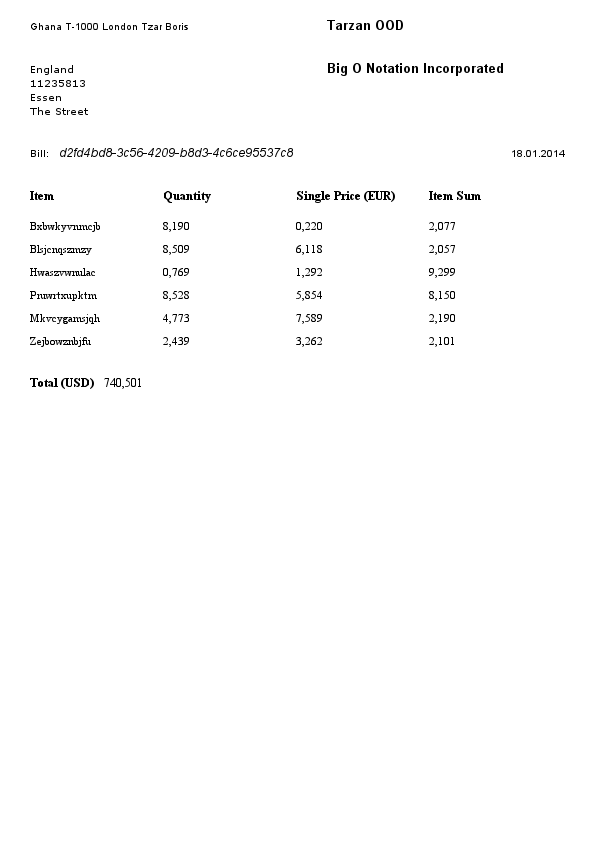 Ghana T-1000 London Tzar Boris
Tarzan OOD
Big O Notation Incorporated
England
11235813
Essen
The Street
Bill: d2fd4bd8-3c56-4209-b8d3-4c6ce95537c8 18.01.2014
Item Quantity Single Price (EUR) Item Sum
Bxbwkyvnmejb 8,190 0,220 2,077
Blsjcnqszmzy 8,509 6,118 2,057
Hwaszvwnulac 0,769 1,292 9,299
Pnuwrtxupktm 8,528 5,854 8,150
Mkvcygamsjqh 4,773 7,589 2,190
Zejbowznbjfu 2,439 3,262 2,101
Total (USD) 740,501